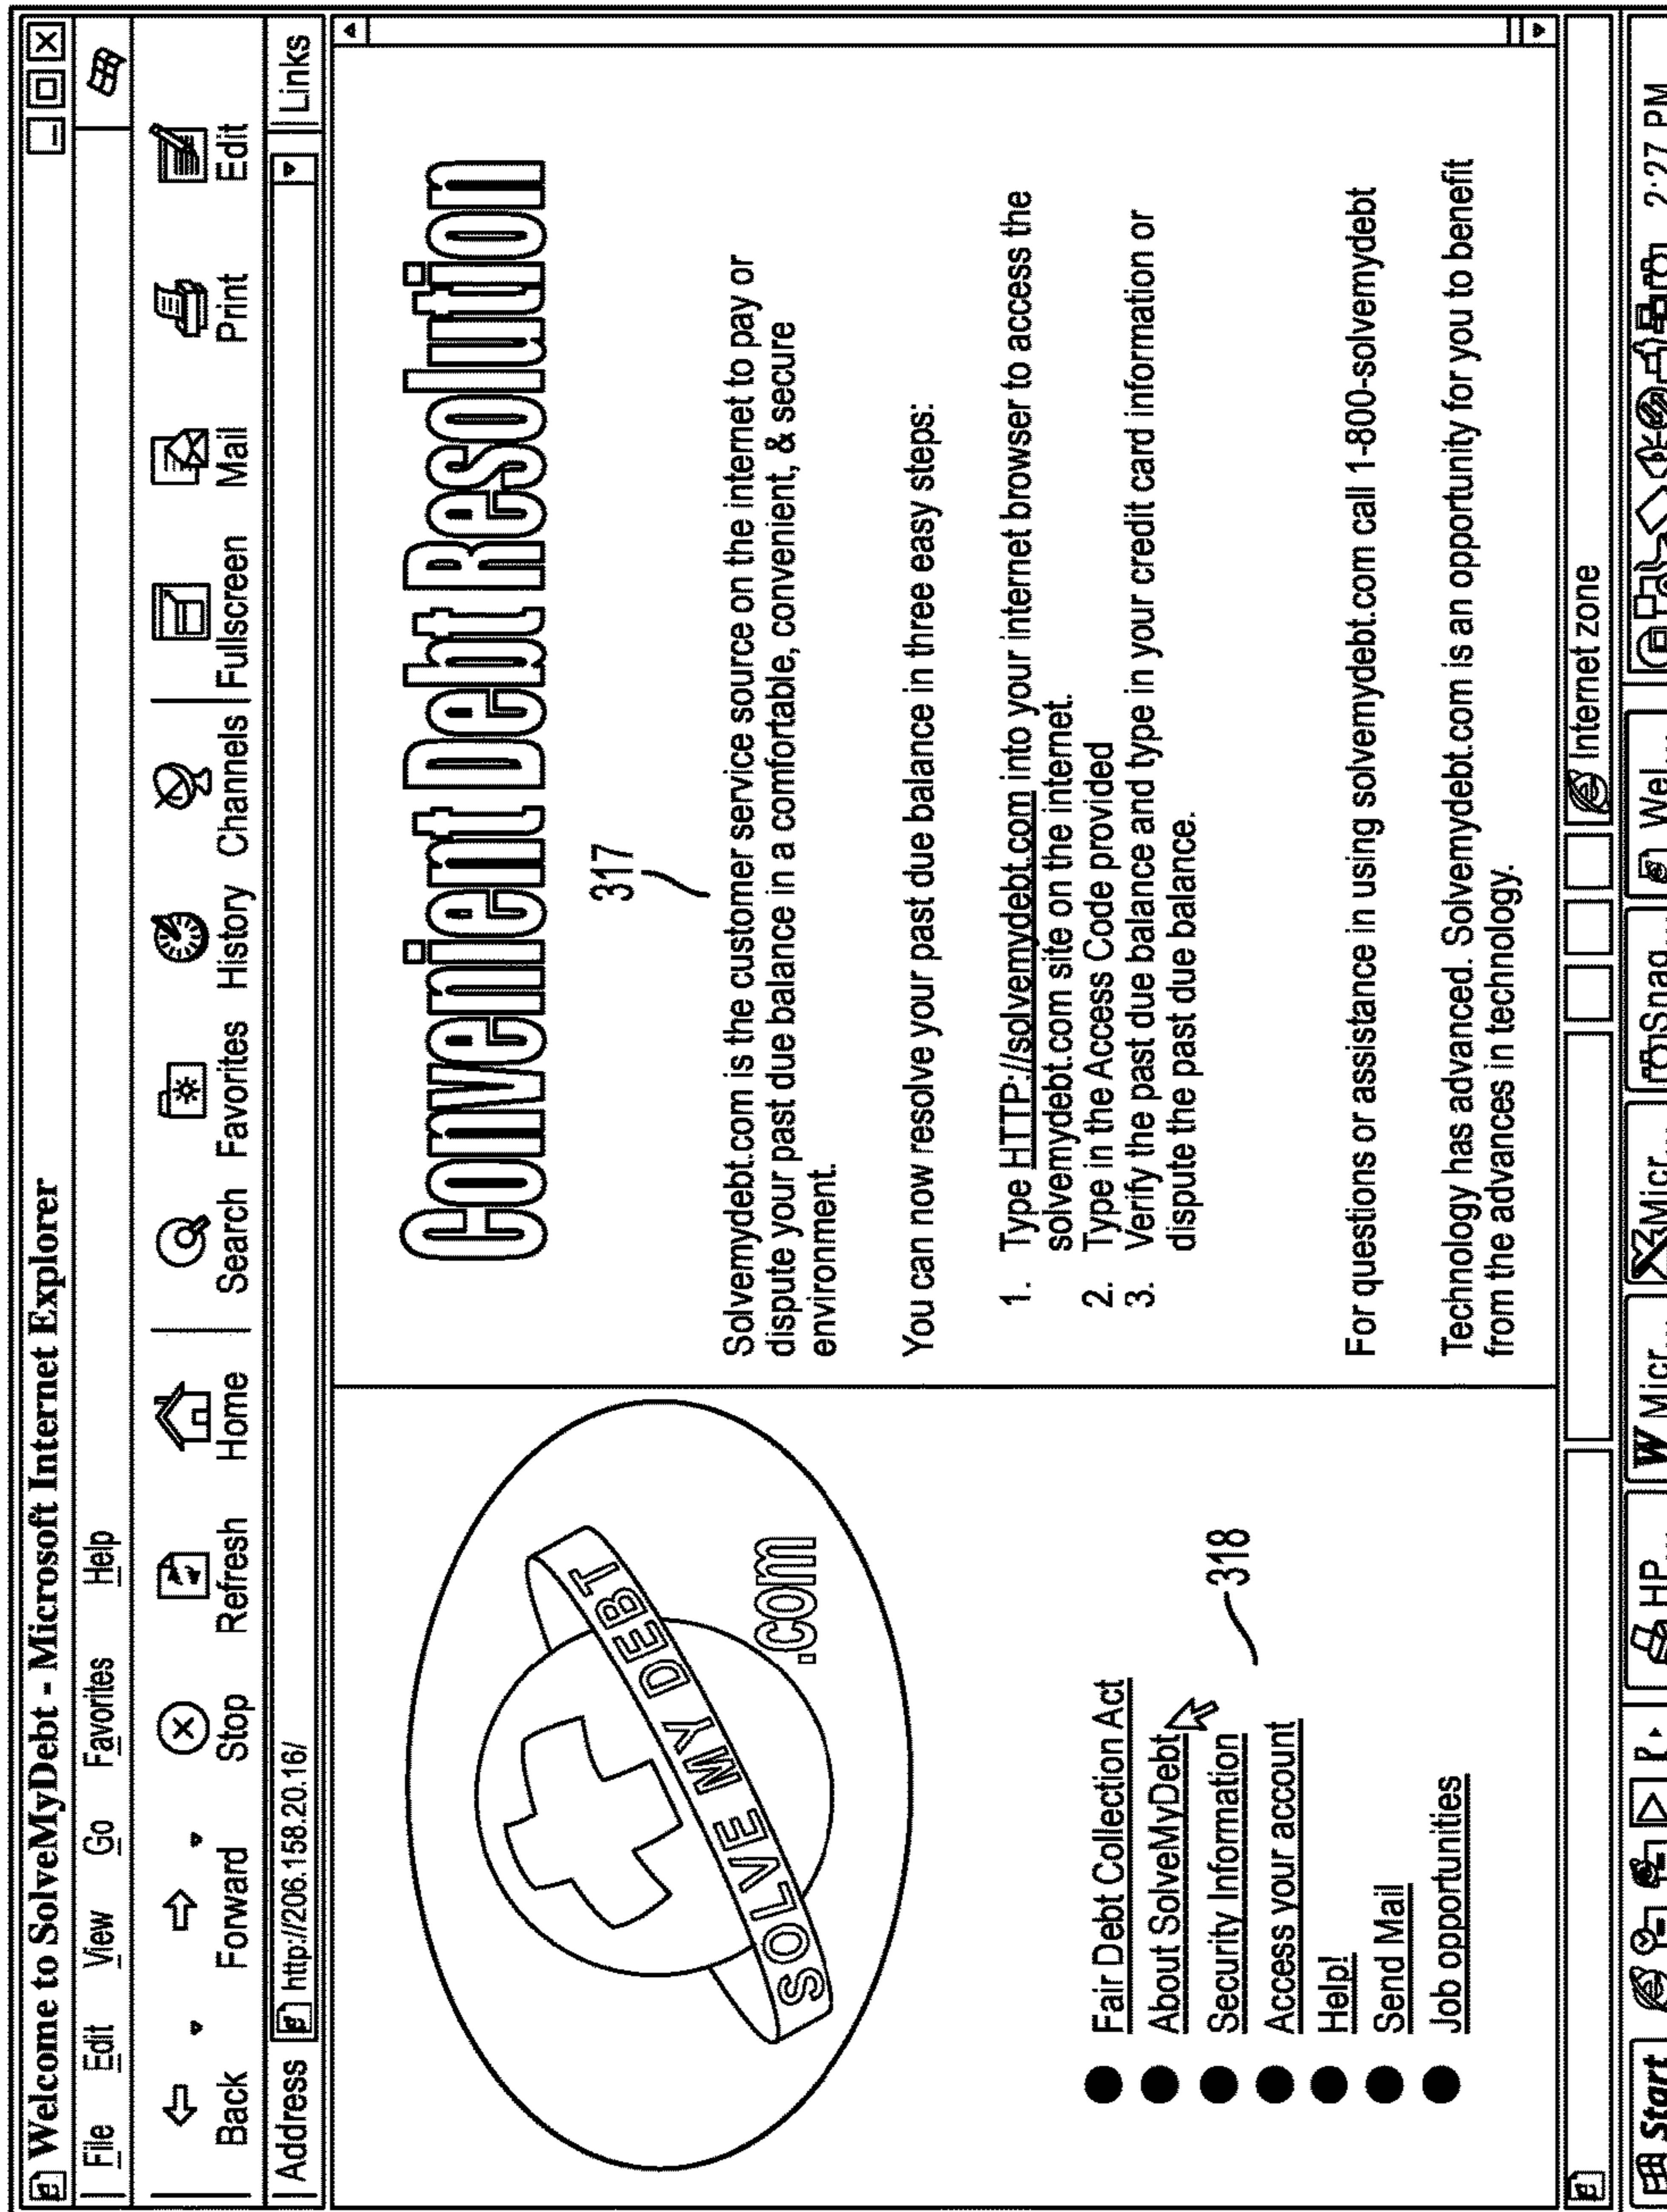 Welcome to SolveMyDebt - Microsoft Internet Explorer
File Edit View Go Favorites Help
Back Forward Stop Refresh Home Search Favorites History Channels Fullscreen Mail Print Edit
Address http://206.158.20.16/ Links
SOLVE MY DEBT
.com
Fair Debt Collection Act
About SolveMyDebt
Security Information
Access your account
Help!
Send Mail
Job opportunities
318
Convenient Debt Resolution
317
Solvemydebt.com is the customer service source on the internet to pay or
dispute your past due balance in a comfortable, convenient, & secure
environment.
You can now resolve your past due balance in three easy steps:
1. Type HTTP://solvemydebt.com into your internet browser to access the
solvemydebt.com site on the internet.
2. Type in the Access Code provided
3. Verify the past due balance and type in your credit card information or
dispute the past due balance.
For questions or assistance in using solvemydebt.com call 1-800-solvemydebt
Technology has advanced. Solvemydebt.com is an opportunity for you to benefit
from the advances in technology.
Internet zone
Start HP... W Micr... Micr... Snag... Wel... 2:27 PM